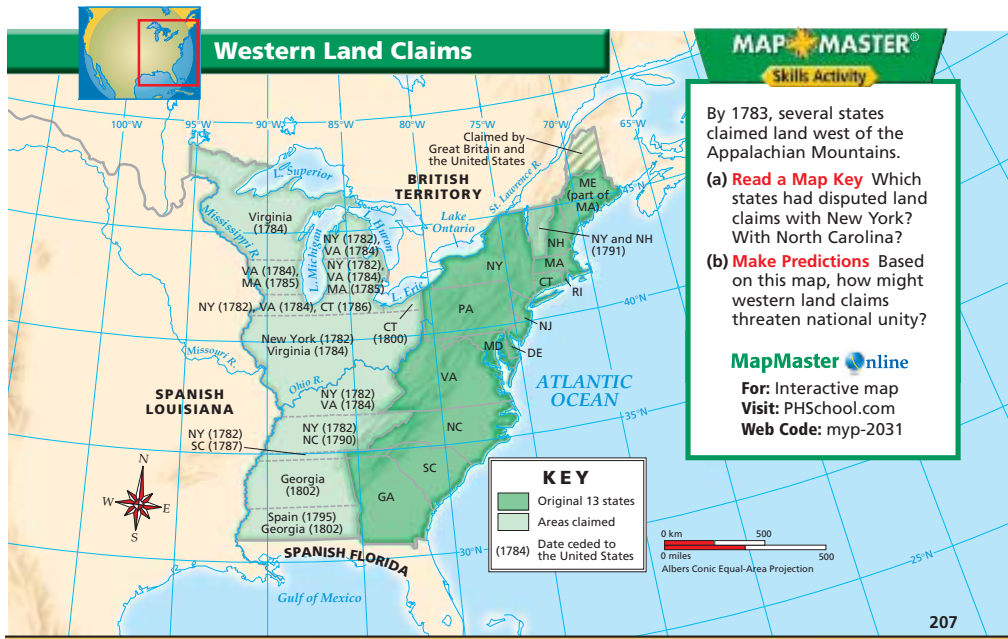 Western Land Claims
MAP MASTER®
Skills Activity
By 1783, several states
claimed land west of the
Appalachian Mountains.
(a) Read a Map Key Which
states had disputed land
claims with New York?
With North Carolina?
(b) Make Predictions Based
on this map, how might
western land claims
threaten national unity?
MapMaster Online
For: Interactive map
Visit: PHSchool.com
Web Code: myp-2031
100°W
95°W
90°W
85°W
80°W
75°W
70°W
65°W
Claimed by
Great Britain and
the United States
BRITISH
TERRITORY
St. Lawrence R.
ME
(part of
MA)
45°N
L. Superior
Mississippi R.
Virginia
(1784)
L. Michigan
L. Huron
Lake
Ontario
NY (1782),
VA (1784)
NH
NY and NH
(1791)
VA (1784),
MA (1785)
NY (1782),
VA (1784)
MA (1785)
NY
MA
CT
RI
L. Erie
40°N
NY (1782), VA (1784), CT (1786)
CT
(1800)
PA
NJ
New York (1782)
Virginia (1784)
MD
DE
Missouri R.
Ohio R.
VA
ATLANTIC
OCEAN
SPANISH
LOUISIANA
NY (1782)
VA (1784)
35°N
NY (1782)
SC (1787)
NY (1782)
NC (1790)
NC
SC
N
W
E
S
Georgia
(1802)
GA
Spain (1795)
Georgia (1802)
SPANISH FLORIDA
30°N
Gulf of Mexico
KEY
Original 13 states
Areas claimed
(1784) Date ceded to
the United States
0 km 500
0 miles 500
Albers Conic Equal-Area Projection
25°N
207